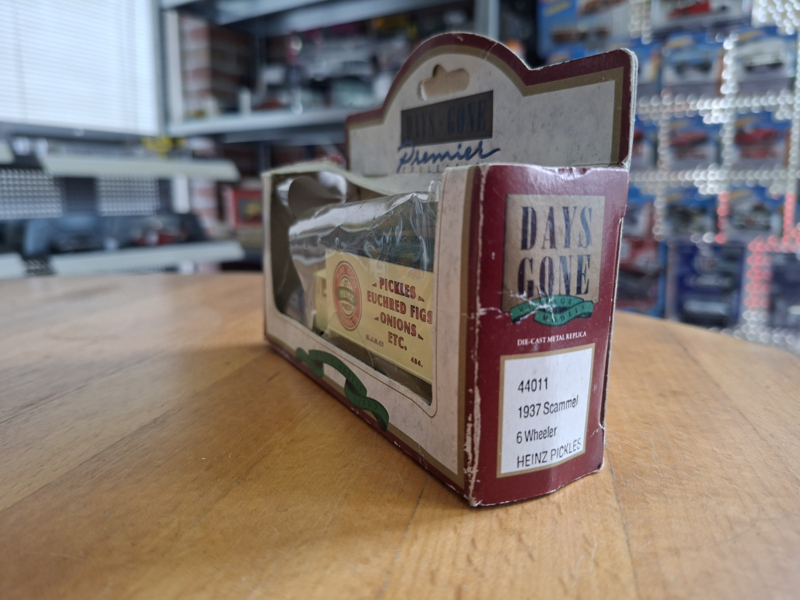 DAYS GONE
Premier
PICKLES
EUCHRED FIGS
ONIONS
ETC.
DAYS
GONE
DIE-CAST METAL REPLICA
44011
1937 Scammel
6 Wheeler
HEINZ PICKLES